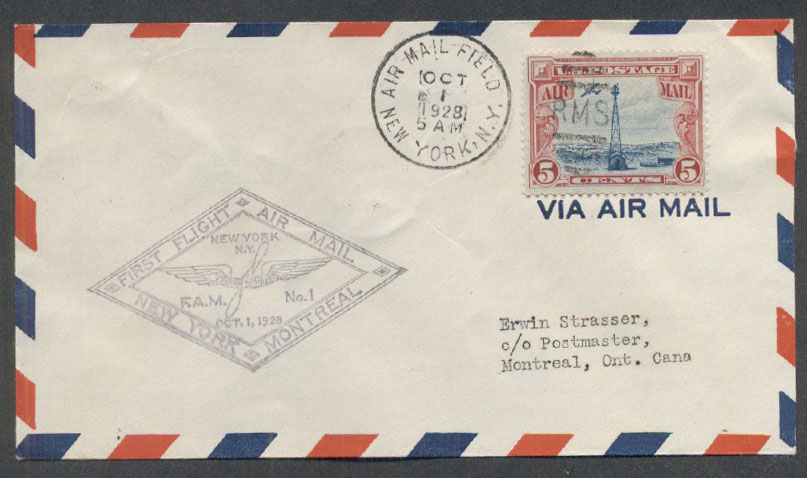 AIR MAIL FIELD
OCT
1
1928
5 AM
NEW YORK, N.Y.
U.S. POSTAGE
AIR MAIL
RMS
5 5
CENTS
VIA AIR MAIL
FIRST FLIGHT AIR MAIL
NEW YORK
N.Y.
F.A.M. No.1
OCT. 1, 1928
NEW YORK MONTREAL
Erwin Strasser,
c/o Postmaster,
Montreal, Ont. Cana